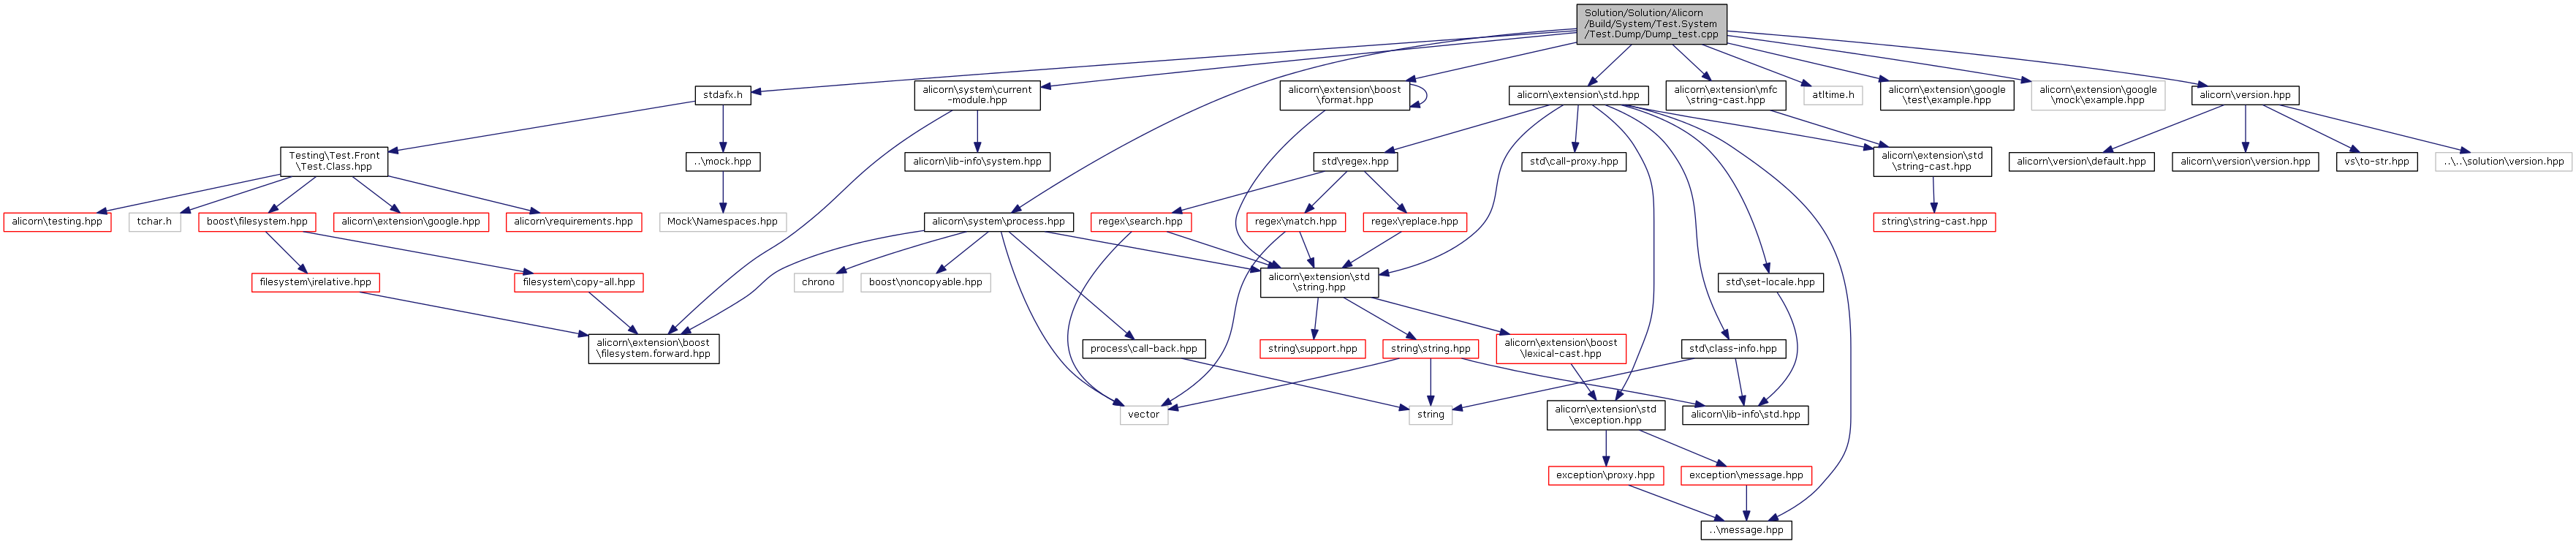 Solution/Solution/Alicorn
/Build/System/Test.System
/Test.Dump/Dump_test.cpp
stdafx.h
alicorn\system\current
-module.hpp
alicorn\extension\boost
\format.hpp
alicorn\extension\std.hpp
alicorn\extension\mfc
\string-cast.hpp
atltime.h
alicorn\extension\google
\test\example.hpp
alicorn\extension\google
\mock\example.hpp
alicorn\version.hpp
Testing\Test.Front
\Test.Class.hpp
..\mock.hpp
alicorn\lib-info\system.hpp
std\regex.hpp
std\call-proxy.hpp
alicorn\extension\std
\string-cast.hpp
alicorn\version\default.hpp
alicorn\version\version.hpp
vs\to-str.hpp
..\..\solution\version.hpp
alicorn\testing.hpp
tchar.h
boost\filesystem.hpp
alicorn\extension\google.hpp
alicorn\requirements.hpp
Mock\Namespaces.hpp
alicorn\system\process.hpp
regex\search.hpp
regex\match.hpp
regex\replace.hpp
string\string-cast.hpp
filesystem\irelative.hpp
filesystem\copy-all.hpp
chrono
boost\noncopyable.hpp
alicorn\extension\std
\string.hpp
std\set-locale.hpp
alicorn\extension\boost
\filesystem.forward.hpp
process\call-back.hpp
string\support.hpp
string\string.hpp
alicorn\extension\boost
\lexical-cast.hpp
std\class-info.hpp
vector
string
alicorn\extension\std
\exception.hpp
alicorn\lib-info\std.hpp
exception\proxy.hpp
exception\message.hpp
..\message.hpp